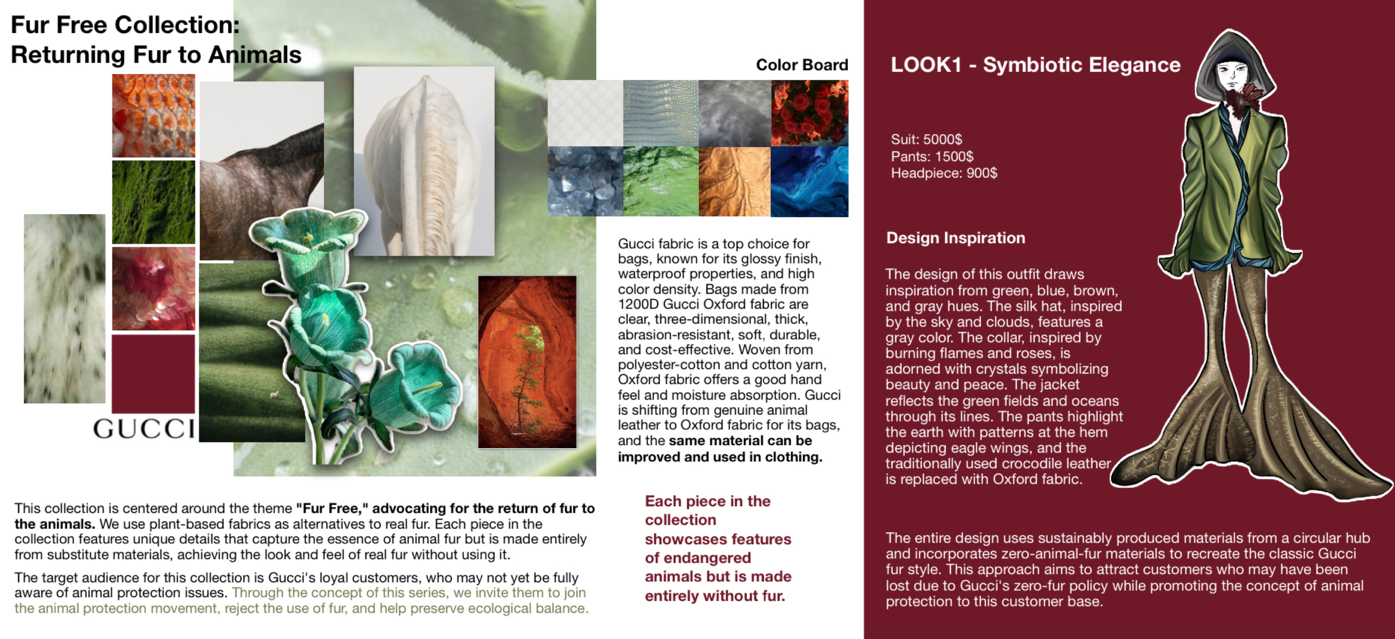 Fur Free Collection:
Returning Fur to Animals
GUCCI
This collection is centered around the theme "Fur Free," advocating for the return of fur to
the animals. We use plant-based fabrics as alternatives to real fur. Each piece in the
collection features unique details that capture the essence of animal fur but is made entirely
from substitute materials, achieving the look and feel of real fur without using it.
The target audience for this collection is Gucci's loyal customers, who may not yet be fully
aware of animal protection issues. Through the concept of this series, we invite them to join
the animal protection movement, reject the use of fur, and help preserve ecological balance.
Color Board
Gucci fabric is a top choice for
bags, known for its glossy finish,
waterproof properties, and high
color density. Bags made from
1200D Gucci Oxford fabric are
clear, three-dimensional, thick,
abrasion-resistant, soft, durable,
and cost-effective. Woven from
polyester-cotton and cotton yarn,
Oxford fabric offers a good hand
feel and moisture absorption. Gucci
is shifting from genuine animal
leather to Oxford fabric for its bags,
and the same material can be
improved and used in clothing.
Each piece in the
collection
showcases features
of endangered
animals but is made
entirely without fur.
LOOK1 - Symbiotic Elegance
Suit: 5000$
Pants: 1500$
Headpiece: 900$
Design Inspiration
The design of this outfit draws
inspiration from green, blue, brown,
and gray hues. The silk hat, inspired
by the sky and clouds, features a
gray color. The collar, inspired by
burning flames and roses, is
adorned with crystals symbolizing
beauty and peace. The jacket
reflects the green fields and oceans
through its lines. The pants highlight
the earth with patterns at the hem
depicting eagle wings, and the
traditionally used crocodile leather
is replaced with Oxford fabric.
The entire design uses sustainably produced materials from a circular hub
and incorporates zero-animal-fur materials to recreate the classic Gucci
fur style. This approach aims to attract customers who may have been
lost due to Gucci's zero-fur policy while promoting the concept of animal
protection to this customer base.